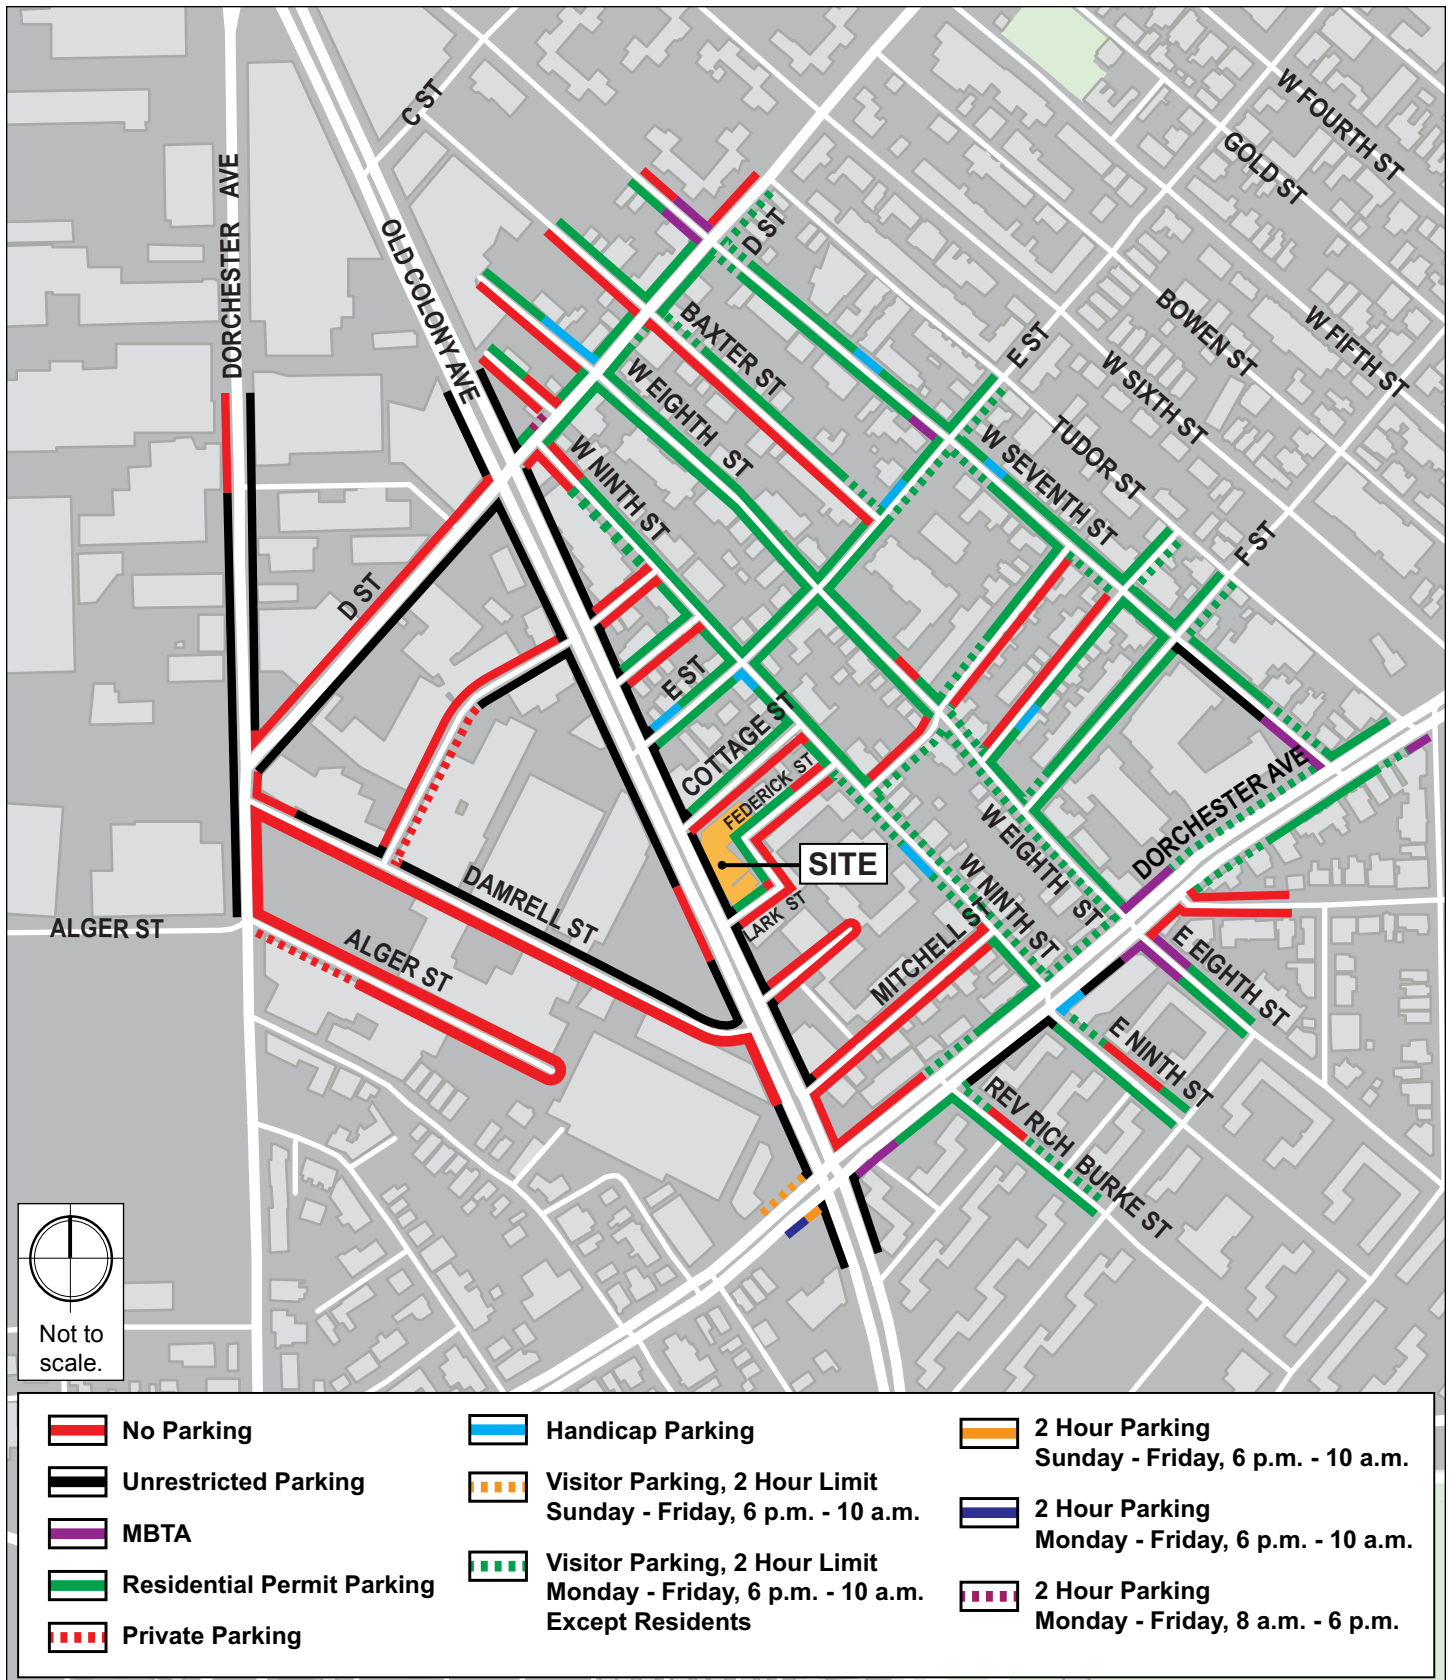 C ST
W FOURTH ST
GOLD ST
DORCHESTER AVE
OLD COLONY AVE
D ST
BOWEN ST
W FIFTH ST
BAXTER ST
E ST
W SIXTH ST
W EIGHTH ST
TUDOR ST
W SEVENTH ST
W NINTH ST
F ST
D ST
E ST
COTTAGE ST
FEDERICK ST
SITE
DORCHESTER AVE
W EIGHTH ST
W NINTH ST
DAMRELL ST
LARK ST
MITCHELL ST
ALGER ST
ALGER ST
E EIGHTH ST
E NINTH ST
REV RICH BURKE ST
Not to
scale.
No Parking
Unrestricted Parking
MBTA
Residential Permit Parking
Private Parking
Handicap Parking
Visitor Parking, 2 Hour Limit
Sunday - Friday, 6 p.m. - 10 a.m.
Visitor Parking, 2 Hour Limit
Monday - Friday, 6 p.m. - 10 a.m.
Except Residents
2 Hour Parking
Sunday - Friday, 6 p.m. - 10 a.m.
2 Hour Parking
Monday - Friday, 6 p.m. - 10 a.m.
2 Hour Parking
Monday - Friday, 8 a.m. - 6 p.m.